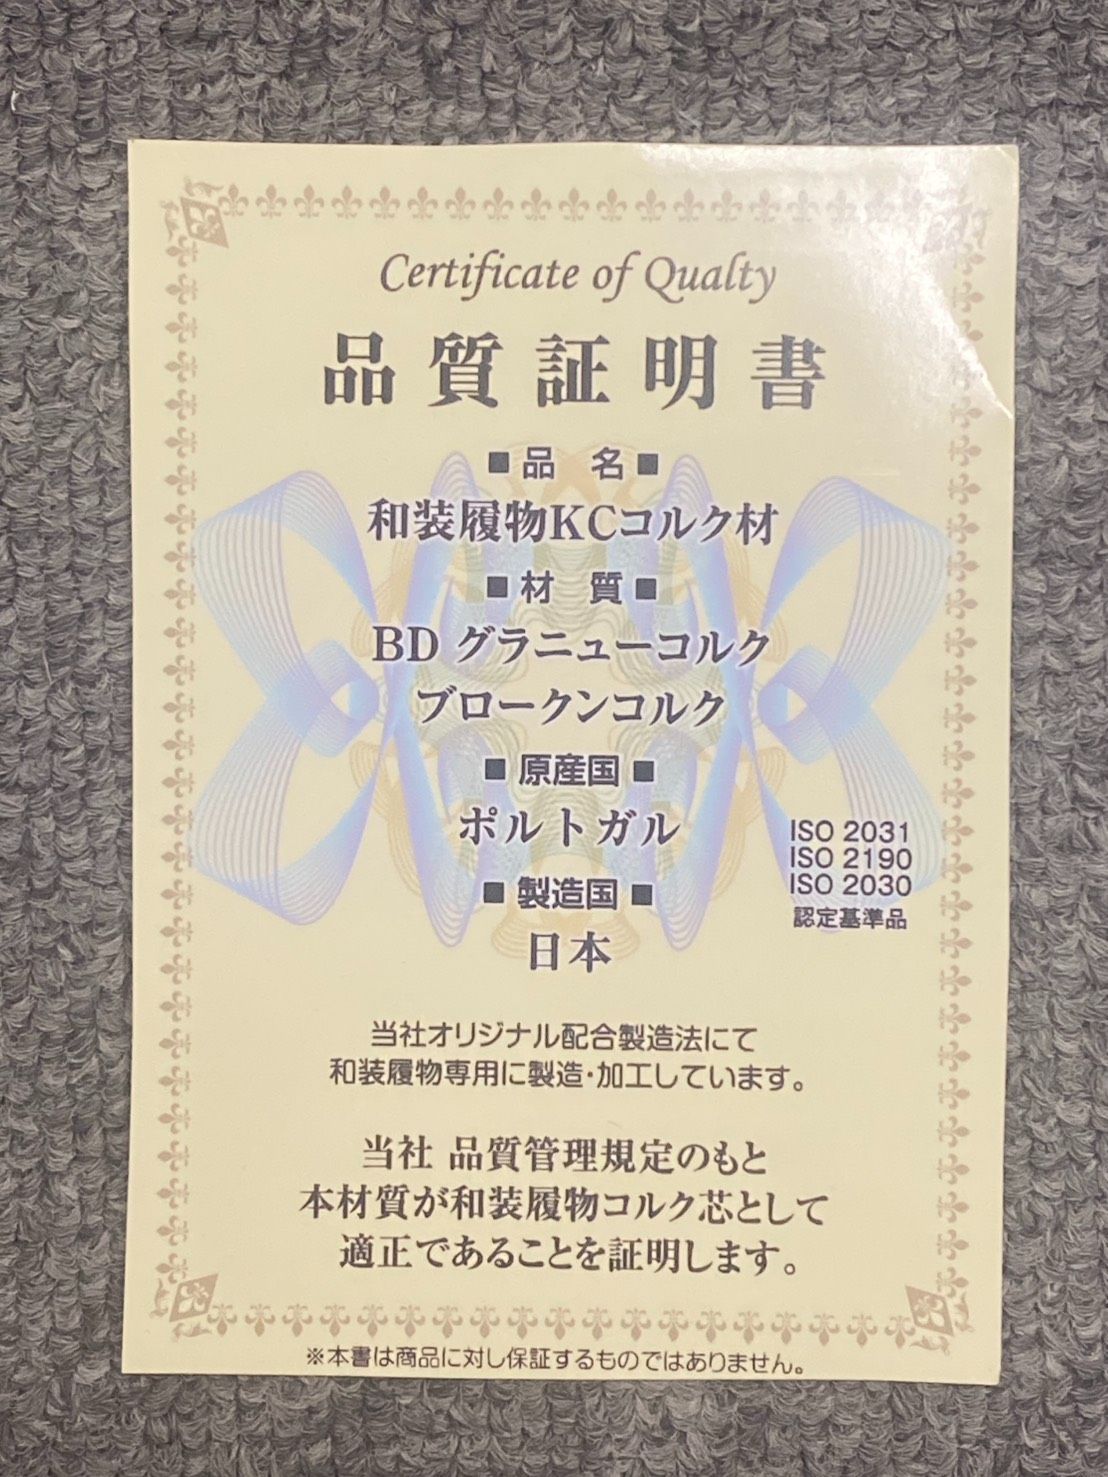 Certificate of Qualty
品質証明書
■品　名■
和装履物KCコルク材
■材　質■
BD グラニューコルク
ブロークンコルク
■原産国■
ポルトガル
■製造国■
日本
ISO 2031
ISO 2190
ISO 2030
認定基準品
当社オリジナル配合製造法にて
和装履物専用に製造・加工しています。
当社 品質管理規定のもと
本材質が和装履物コルク芯として
適正であることを証明します。
※本書は商品に対し保証するものではありません。